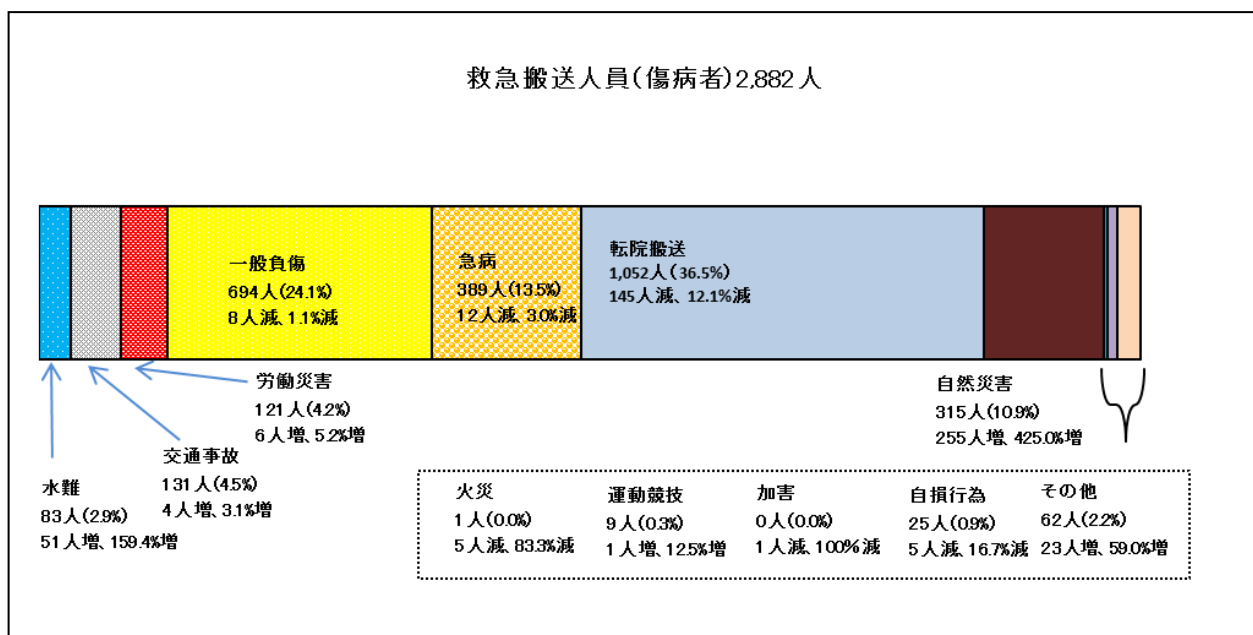 救急搬送人員(傷病者)2,882人
一般負傷
694人(24.1%)
8人減、1.1%減
急病
389人(13.5%)
12人減、3.0%減
転院搬送
1,052人(36.5%)
145人減、12.1%減
労働災害
121人(4.2%)
6人増、5.2%増
自然災害
315人(10.9%)
255人増、425.0%増
交通事故
131人(4.5%)
4人増、3.1%増
水難
83人(2.9%)
51人増、159.4%増
火災
1人(0.0%)
5人減、83.3%減
運動競技
9人(0.3%)
1人増、12.5%増
加害
0人(0.0%)
1人減、100%減
自損行為
25人(0.9%)
5人減、16.7%減
その他
62人(2.2%)
23人増、59.0%増